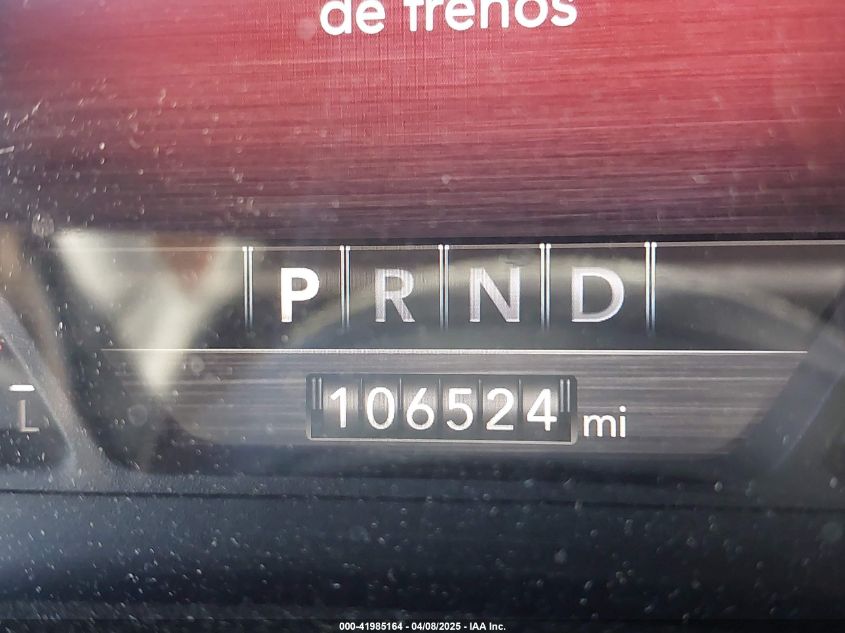 de frenos
P R N D
106524 mi
L
000-41985164 - 04/08/2025 - IAA Inc.